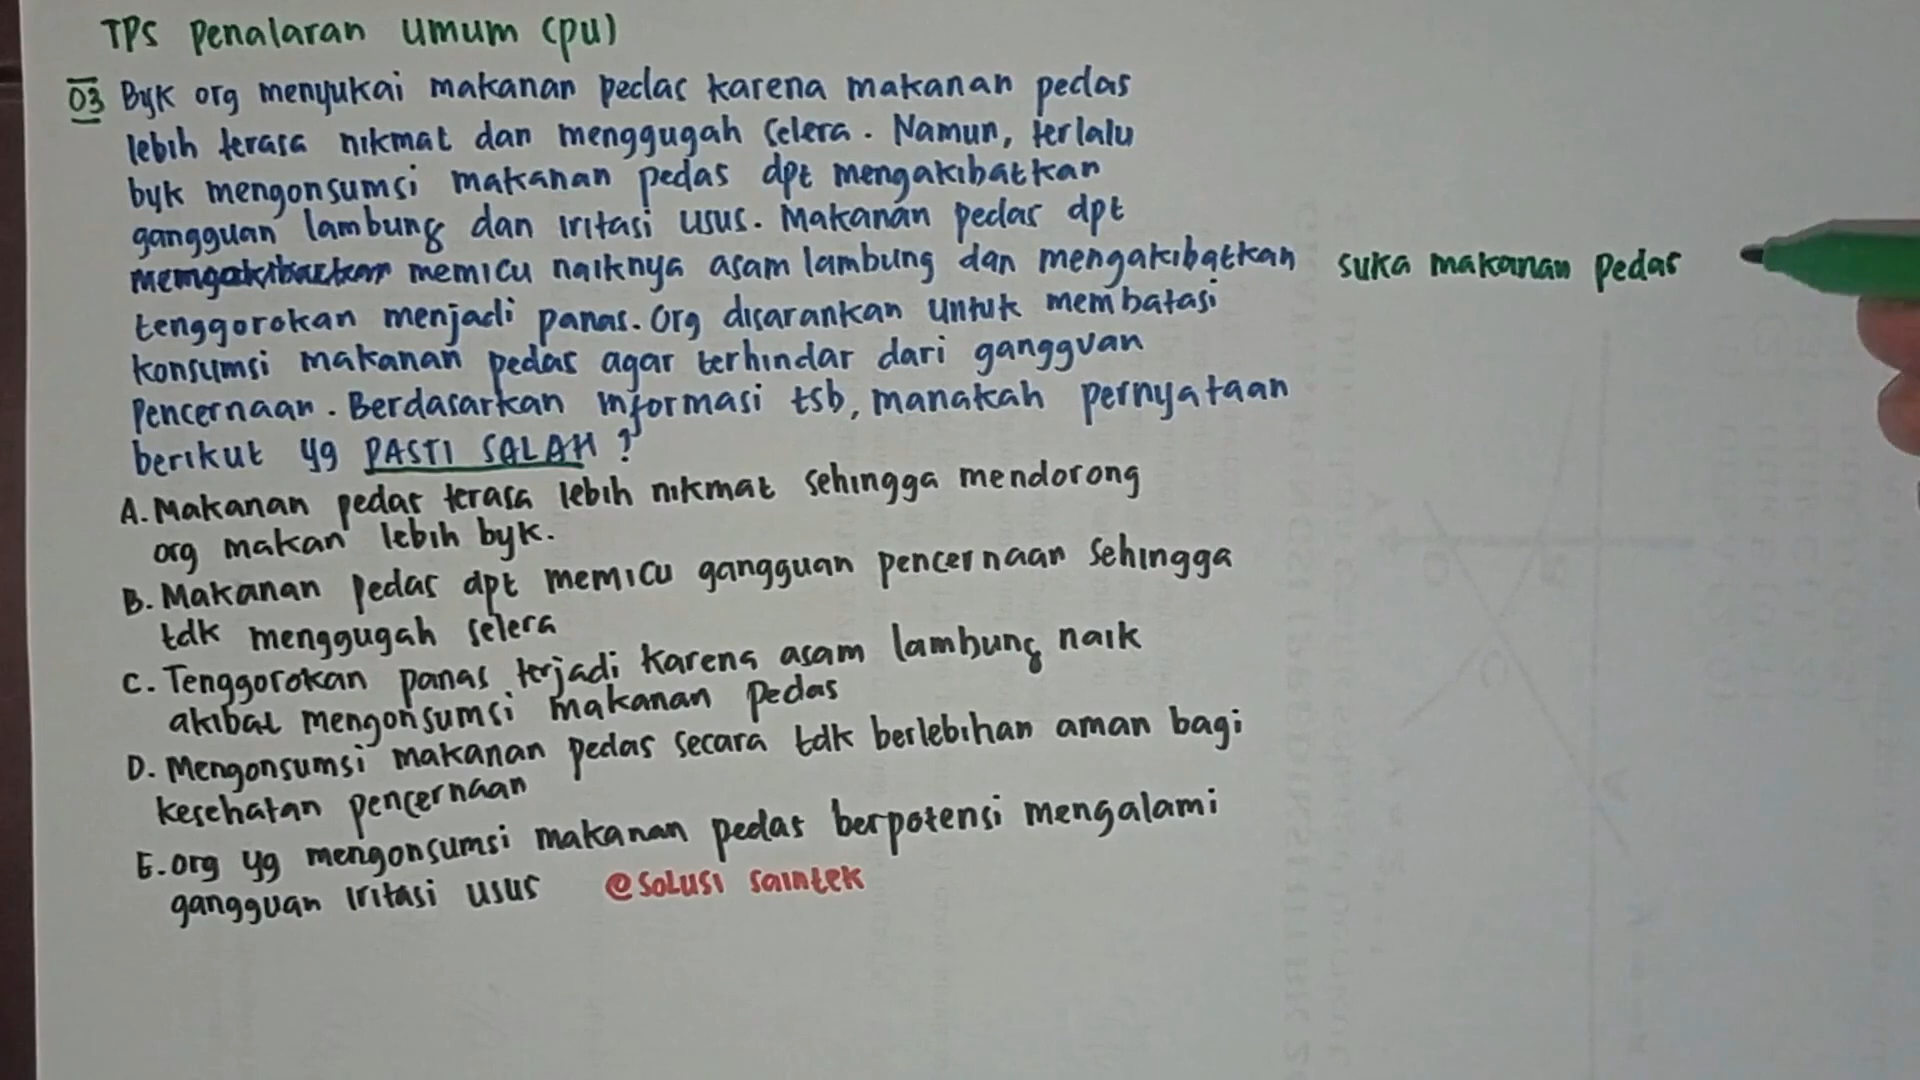 TPS Penalaran Umum (PU)
03 Byk org menyukai makanan pedas karena makanan pedas
lebih terasa nikmat dan menggugah selera. Namun, terlalu
byk mengonsumsi makanan pedas dpt mengakibatkan
gangguan lambung dan iritasi usus. Makanan pedas dpt
memicu naiknya asam lambung dan mengakibatkan
suka makanan pedas
tenggorokan menjadi panas. Org disarankan untuk membatasi
konsumsi makanan pedas agar terhindar dari gangguan
pencernaan. Berdasarkan informasi tsb, manakah pernyataan
berikut yg PASTI SALAH?
A. Makanan pedas terasa lebih nikmat sehingga mendorong
org makan lebih byk.
B. Makanan pedas dpt memicu gangguan pencernaan sehingga
tdk menggugah selera
C. Tenggorokan panas terjadi karena asam lambung naik
akibat mengonsumsi makanan pedas
D. Mengonsumsi makanan pedas secara tdk berlebihan aman bagi
kesehatan pencernaan
E. org yg mengonsumsi makanan pedas berpotensi mengalami
gangguan iritasi usus
@solusi saintek